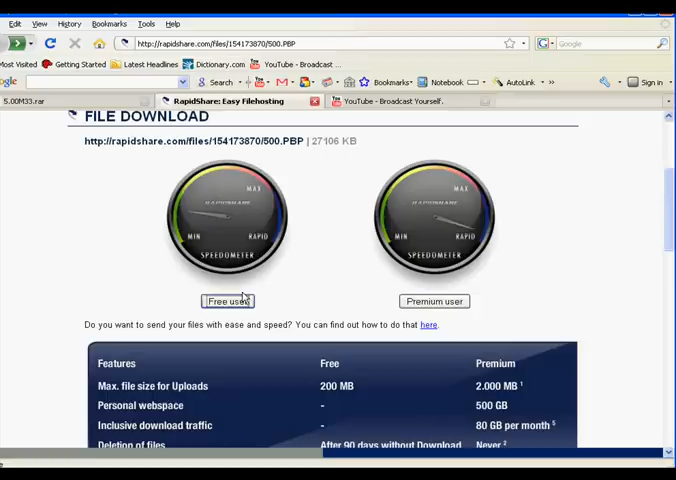 Edit View History Bookmarks Tools Help
http://rapidshare.com/files/154173870/500.PBP Google
Most Visited Getting Started Latest Headlines Dictionary.com YouTube - Broadcast ...
Search Bookmarks Notebook AutoLink Sign in
5.00M33.rar RapidShare: Easy Filehosting YouTube - Broadcast Yourself.
FILE DOWNLOAD
http://rapidshare.com/files/154173870/500.PBP | 27106 KB
MAX MAX
RAPIDSHARE RAPIDSHARE
MIN RAPID MIN RAPID
SPEEDOMETER SPEEDOMETER
Free user Premium user
Do you want to send your files with ease and speed? You can find out how to do that here.
Features Free Premium
Max. file size for Uploads 200 MB 2.000 MB 1
Personal webspace - 500 GB
Inclusive download traffic - 80 GB per month 5
Deletion of files After 90 days without Download Never 2